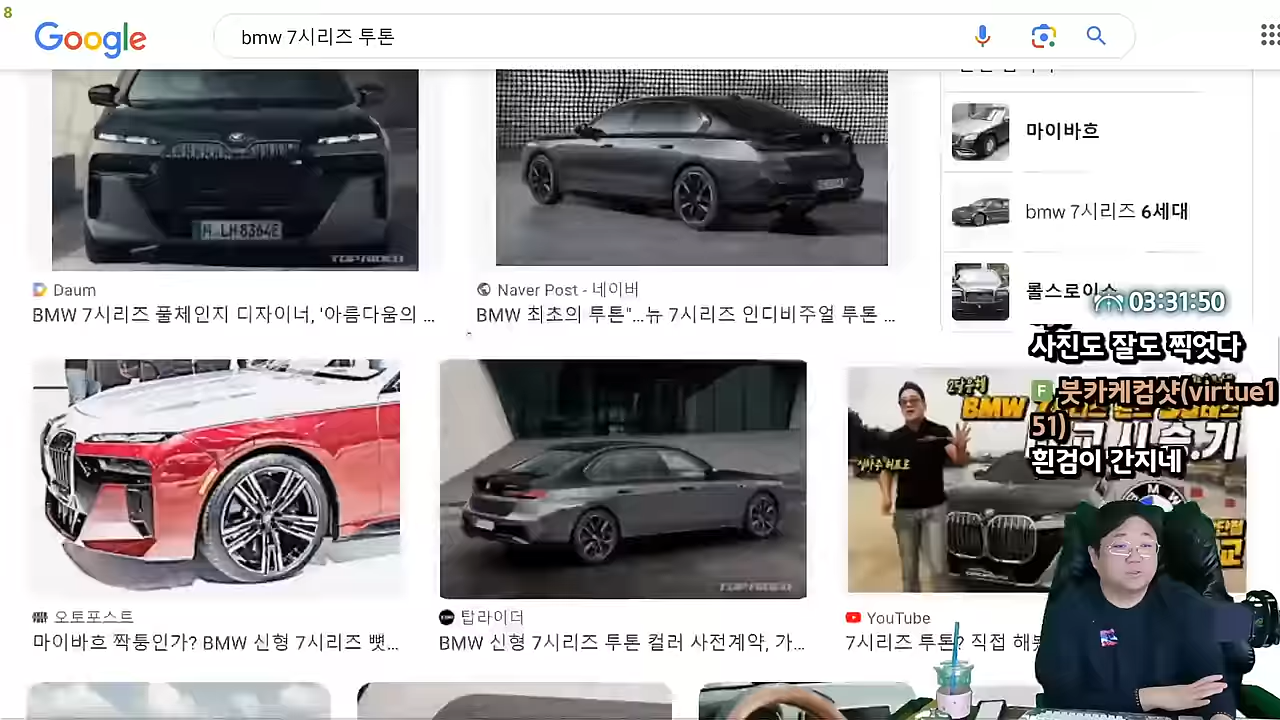 8
Google
bmw 7시리즈 투톤
마이바흐
bmw 7시리즈 6세대
롤스로이스
03:31:50
H LH8364E
TOPRIDER
Daum
BMW 7시리즈 풀체인지 디자이너, '아름다움의 ...
Naver Post - 네이버
BMW 최초의 투톤"...뉴 7시리즈 인디비주얼 투톤 ...
사진도 잘도 찍엇다
F 붓카케컴샷(virtue1
51)
흰검이 간지네
BMW 7
TOPRIDER
오토포스트
마이바흐 짝퉁인가? BMW 신형 7시리즈 뺏...
탑라이더
BMW 신형 7시리즈 투톤 컬러 사전계약, 가...
YouTube
7시리즈 투톤? 직접 해